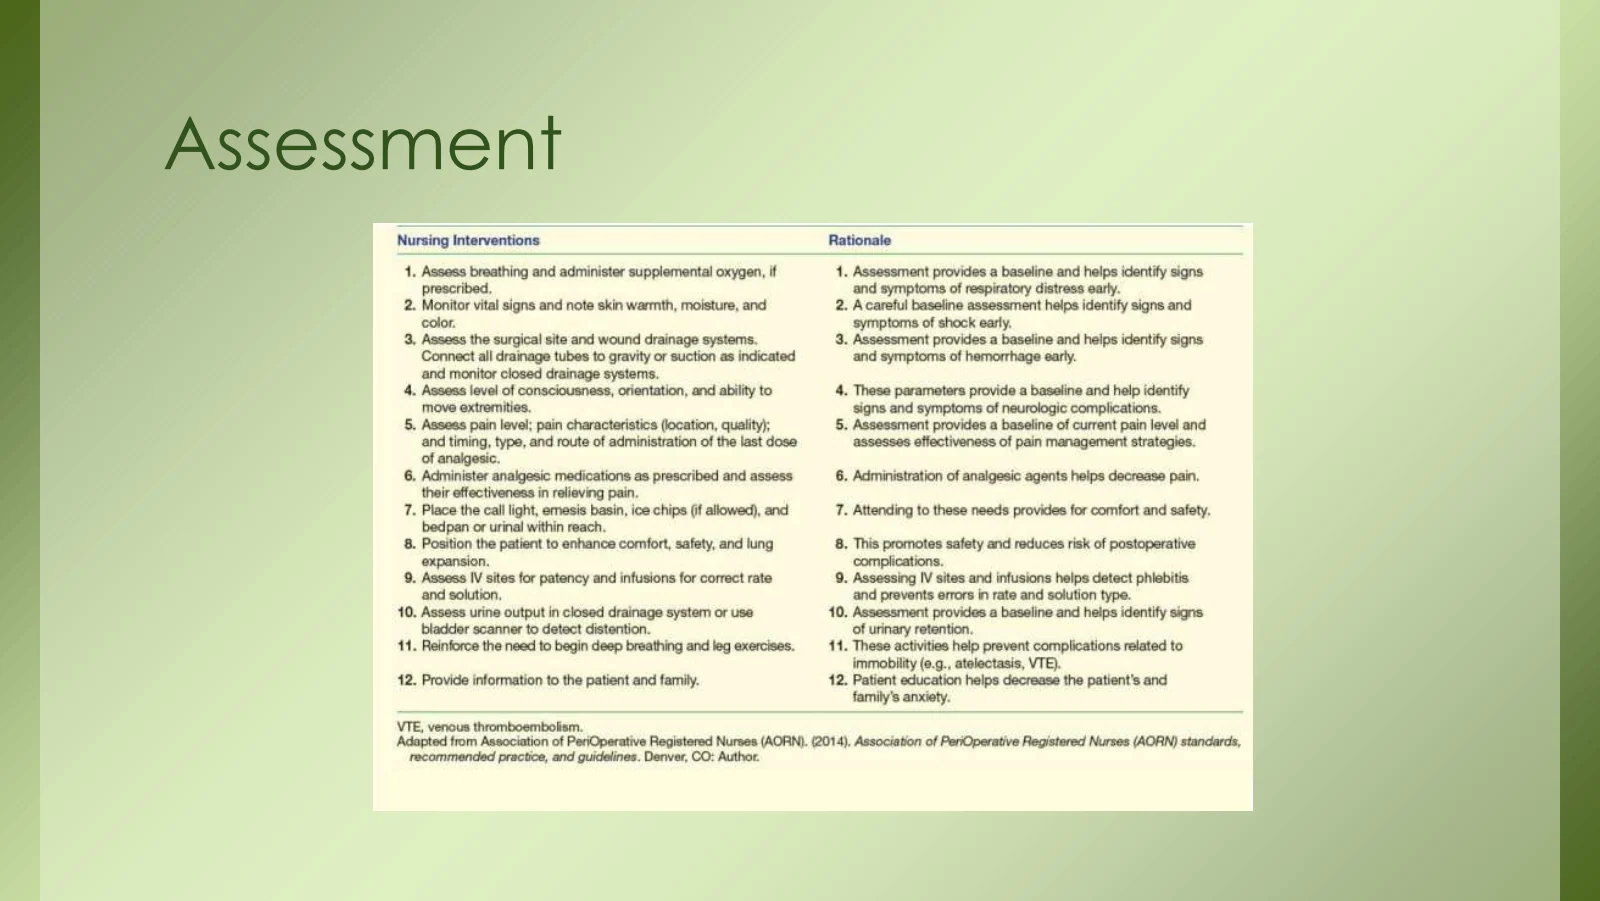 Assessment
Nursing Interventions
Rationale
1. Assess breathing and administer supplemental oxygen, if
prescribed.
2. Monitor vital signs and note skin warmth, moisture, and
color.
3. Assess the surgical site and wound drainage systems.
Connect all drainage tubes to gravity or suction as indicated
and monitor closed drainage systems.
4. Assess level of consciousness, orientation, and ability to
move extremities.
5. Assess pain level; pain characteristics (location, quality);
and timing, type, and route of administration of the last dose
of analgesic.
6. Administer analgesic medications as prescribed and assess
their effectiveness in relieving pain.
7. Place the call light, emesis basin, ice chips (if allowed), and
bedpan or urinal within reach.
8. Position the patient to enhance comfort, safety, and lung
expansion.
9. Assess IV sites for patency and infusions for correct rate
and solution.
10. Assess urine output in closed drainage system or use
bladder scanner to detect distention.
11. Reinforce the need to begin deep breathing and leg exercises.
12. Provide information to the patient and family.
1. Assessment provides a baseline and helps identify signs
and symptoms of respiratory distress early.
2. A careful baseline assessment helps identify signs and
symptoms of shock early.
3. Assessment provides a baseline and helps identify signs
and symptoms of hemorrhage early.
4. These parameters provide a baseline and help identify
signs and symptoms of neurologic complications.
5. Assessment provides a baseline of current pain level and
assesses effectiveness of pain management strategies.
6. Administration of analgesic agents helps decrease pain.
7. Attending to these needs provides for comfort and safety.
8. This promotes safety and reduces risk of postoperative
complications.
9. Assessing IV sites and infusions helps detect phlebitis
and prevents errors in rate and solution type.
10. Assessment provides a baseline and helps identify signs
of urinary retention.
11. These activities help prevent complications related to
immobility (e.g., atelectasis, VTE).
12. Patient education helps decrease the patient's and
family's anxiety.
VTE, venous thromboembolism.
Adapted from Association of PeriOperative Registered Nurses (AORN). (2014). Association of PeriOperative Registered Nurses (AORN) standards,
recommended practice, and guidelines. Denver, CO: Author.